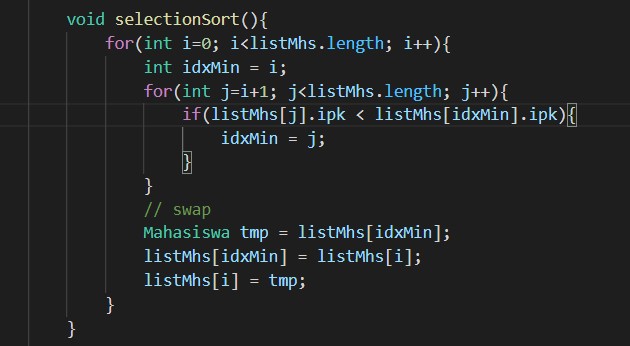 void selectionSort(){
for(int i=0; i<listMhs.length; i++){
int idxMin = i;
for(int j=i+1; j<listMhs.length; j++){
if(listMhs[j].ipk < listMhs[idxMin].ipk){
idxMin = j;
}
}
// swap
Mahasiswa tmp = listMhs[idxMin];
listMhs[idxMin] = listMhs[i];
listMhs[i] = tmp;
}
}